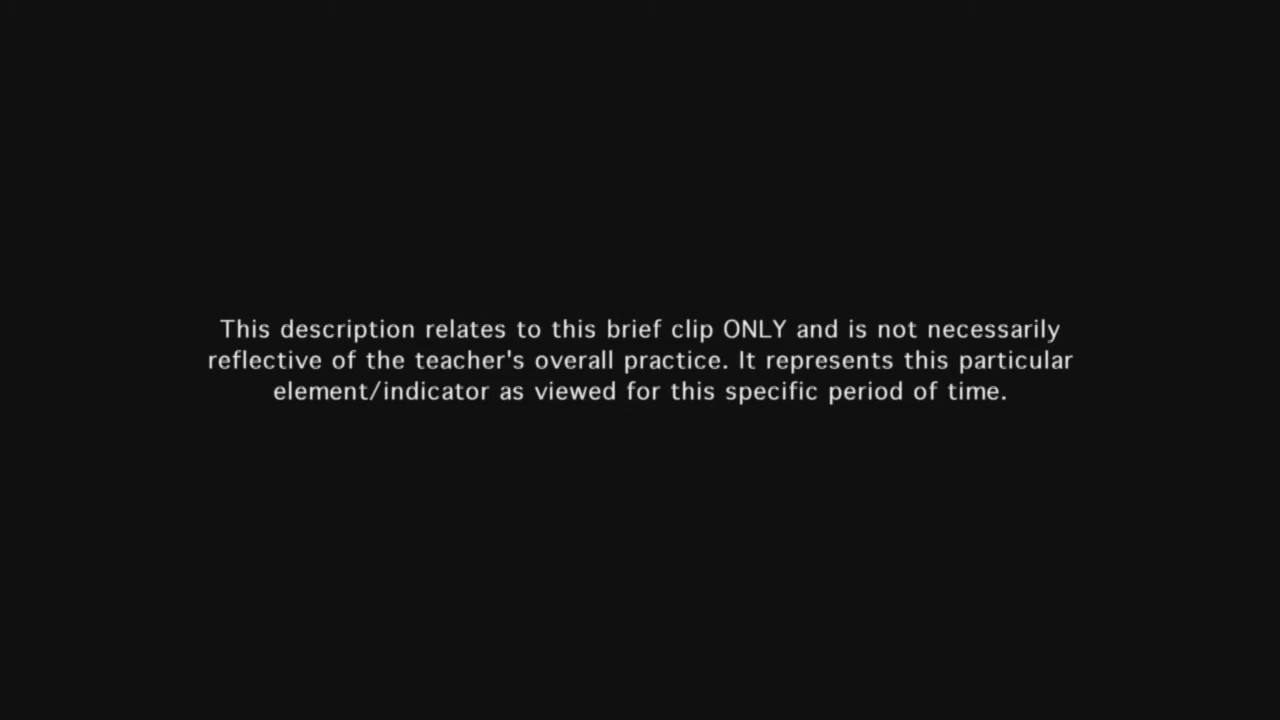 This description relates to this brief clip ONLY and is not necessarily
reflective of the teacher's overall practice. It represents this particular
element/indicator as viewed for this specific period of time.